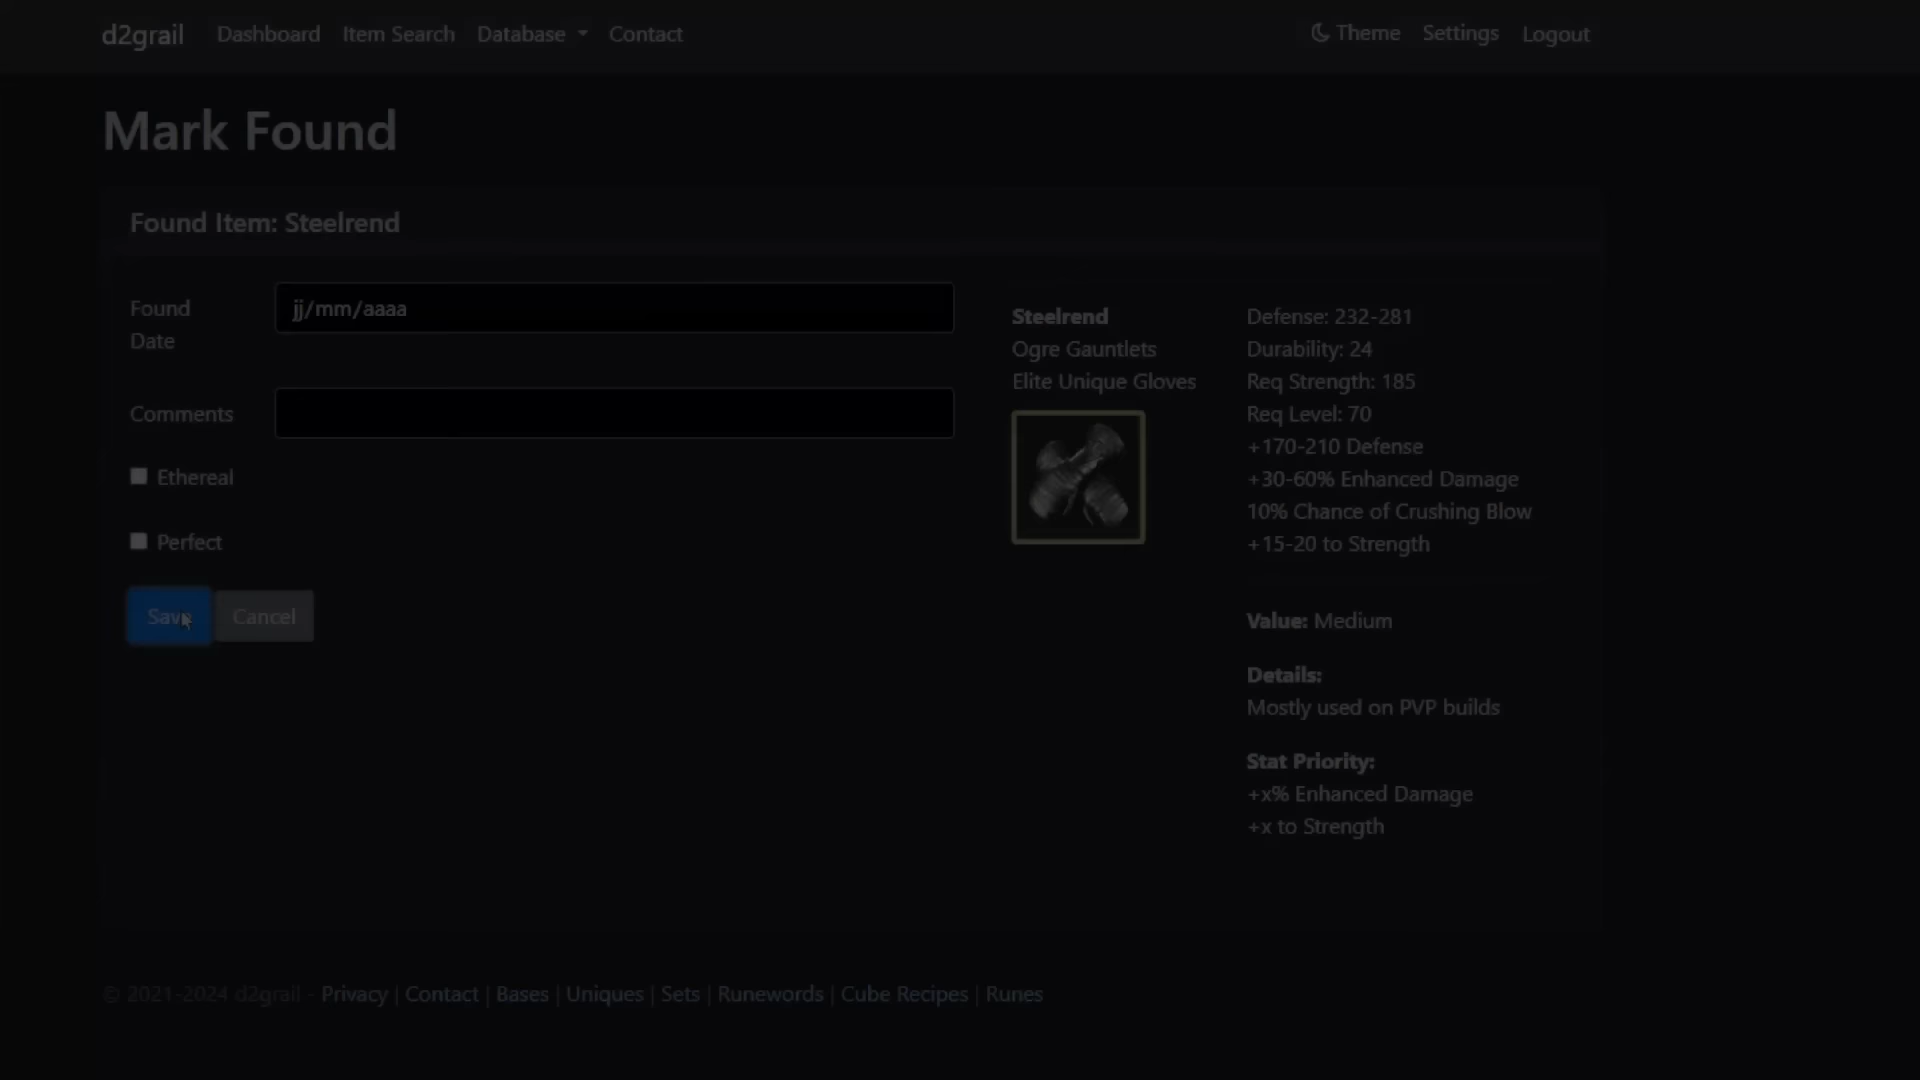 d2grail Dashboard Item Search Database Contact Theme Settings Logout
Mark Found
Found Item: Steelrend
Found
Date
jj/mm/aaaa
Comments
Ethereal
Perfect
Save Cancel
Steelrend
Ogre Gauntlets
Elite Unique Gloves
Defense: 232-281
Durability: 24
Req Strength: 185
Req Level: 70
+170-210 Defense
+30-60% Enhanced Damage
10% Chance of Crushing Blow
+15-20 to Strength
Value: Medium
Details:
Mostly used on PVP builds
Stat Priority:
+x% Enhanced Damage
+x to Strength
© 2021-2024 d2grail - Privacy | Contact | Bases | Uniques | Sets | Runewords | Cube Recipes | Runes